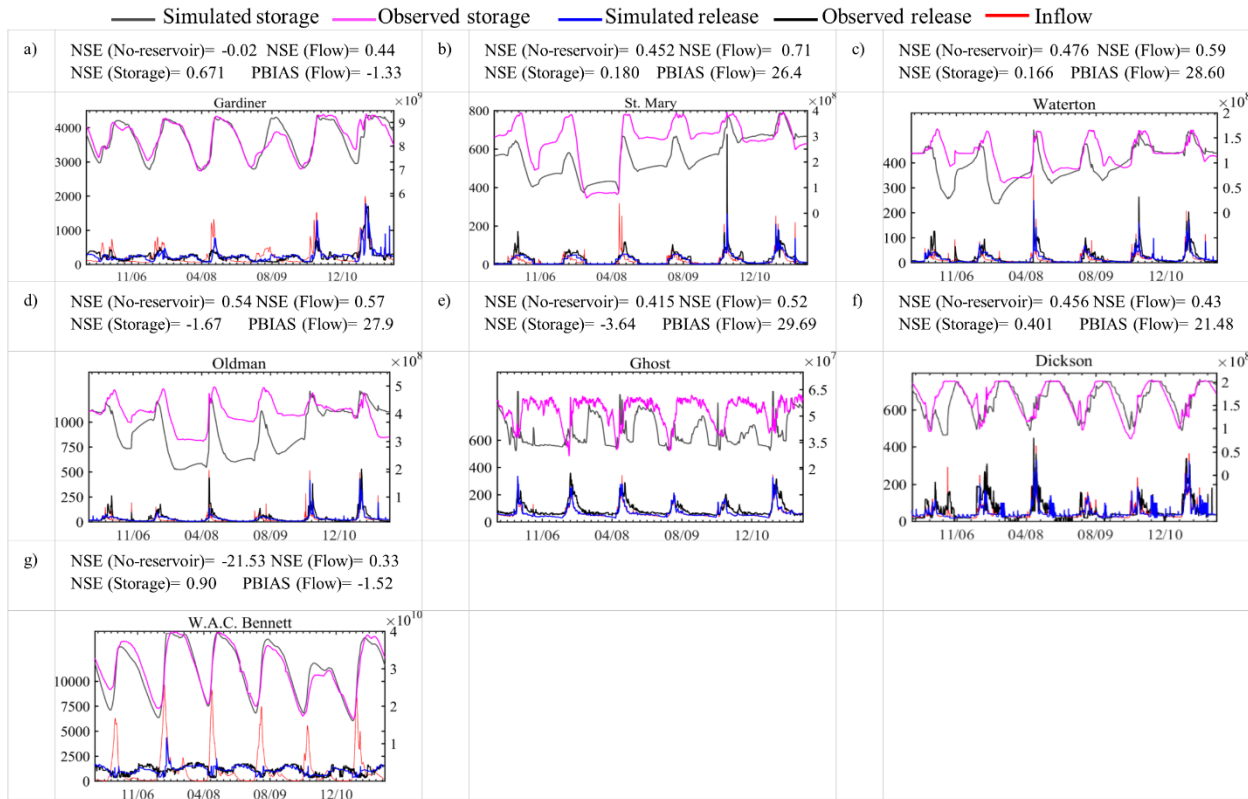 Simulated storage Observed storage Simulated release Observed release Inflow
a) NSE (No-reservoir)= -0.02 NSE (Flow)= 0.44
NSE (Storage)= 0.671 PBIAS (Flow)= -1.33
b) NSE (No-reservoir)= 0.452 NSE (Flow)= 0.71
NSE (Storage)= 0.180 PBIAS (Flow)= 26.4
c) NSE (No-reservoir)= 0.476 NSE (Flow)= 0.59
NSE (Storage)= 0.166 PBIAS (Flow)= 28.60
Gardiner
×10^9
4000
3000
2000
1000
0
9
8
7
6
11/06 04/08 08/09 12/10
St. Mary
×10^8
800
600
400
200
0
4
3
2
1
0
11/06 04/08 08/09 12/10
Waterton
×10^8
400
300
200
100
0
2
1.5
1
0.5
0
11/06 04/08 08/09 12/10
d) NSE (No-reservoir)= 0.54 NSE (Flow)= 0.57
NSE (Storage)= -1.67 PBIAS (Flow)= 27.9
e) NSE (No-reservoir)= 0.415 NSE (Flow)= 0.52
NSE (Storage)= -3.64 PBIAS (Flow)= 29.69
f) NSE (No-reservoir)= 0.456 NSE (Flow)= 0.43
NSE (Storage)= 0.401 PBIAS (Flow)= 21.48
Oldman
×10^8
1000
750
500
250
0
5
4
3
2
1
11/06 04/08 08/09 12/10
Ghost
×10^7
600
400
200
0
6.5
5
3.5
2
11/06 04/08 08/09 12/10
Dickson
×10^8
600
400
200
0
2
1.5
1
0.5
0
11/06 04/08 08/09 12/10
g) NSE (No-reservoir)= -21.53 NSE (Flow)= 0.33
NSE (Storage)= 0.90 PBIAS (Flow)= -1.52
W.A.C. Bennett
×10^10
10000
7500
5000
2500
0
4
3
2
1
11/06 04/08 08/09 12/10